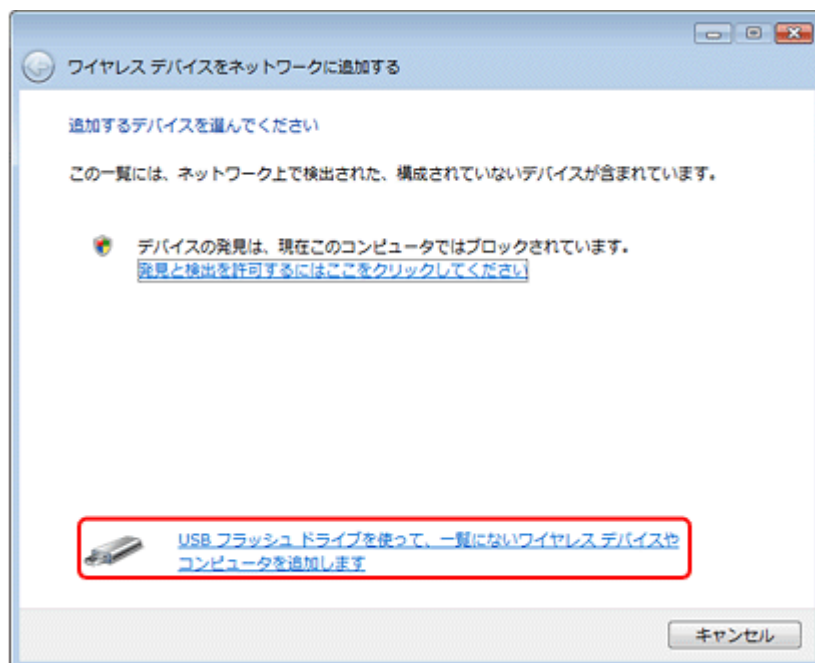 ワイヤレス デバイスをネットワークに追加する
追加するデバイスを選んでください
この一覧には、ネットワーク上で検出された、構成されていないデバイスが含まれています。
デバイスの発見は、現在このコンピュータではブロックされています。
発見と検出を許可するにはここをクリックしてください
USB フラッシュ ドライブを使って、一覧にないワイヤレス デバイスや
コンピュータを追加します
キャンセル